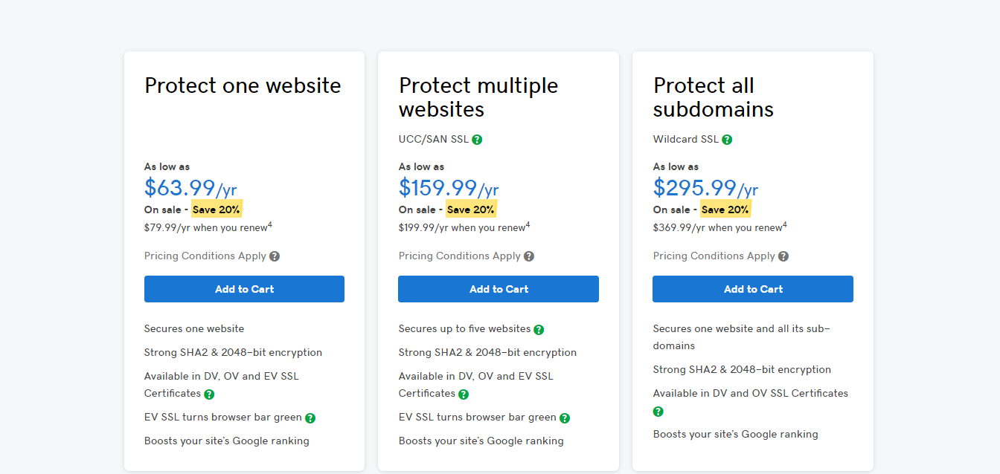 Protect one website
As low as
$63.99/yr
On sale - Save 20%
$79.99/yr when you renew4
Pricing Conditions Apply ?
Add to Cart
Secures one website
Strong SHA2 & 2048-bit encryption
Available in DV, OV and EV SSL
Certificates ?
EV SSL turns browser bar green ?
Boosts your site's Google ranking
Protect multiple
websites
UCC/SAN SSL ?
As low as
$159.99/yr
On sale - Save 20%
$199.99/yr when you renew4
Pricing Conditions Apply ?
Add to Cart
Secures up to five websites ?
Strong SHA2 & 2048-bit encryption
Available in DV, OV and EV SSL
Certificates ?
EV SSL turns browser bar green ?
Boosts your site's Google ranking
Protect all
subdomains
Wildcard SSL ?
As low as
$295.99/yr
On sale - Save 20%
$369.99/yr when you renew4
Pricing Conditions Apply ?
Add to Cart
Secures one website and all its sub-
domains
Strong SHA2 & 2048-bit encryption
Available in DV and OV SSL Certificates
?
Boosts your site's Google ranking